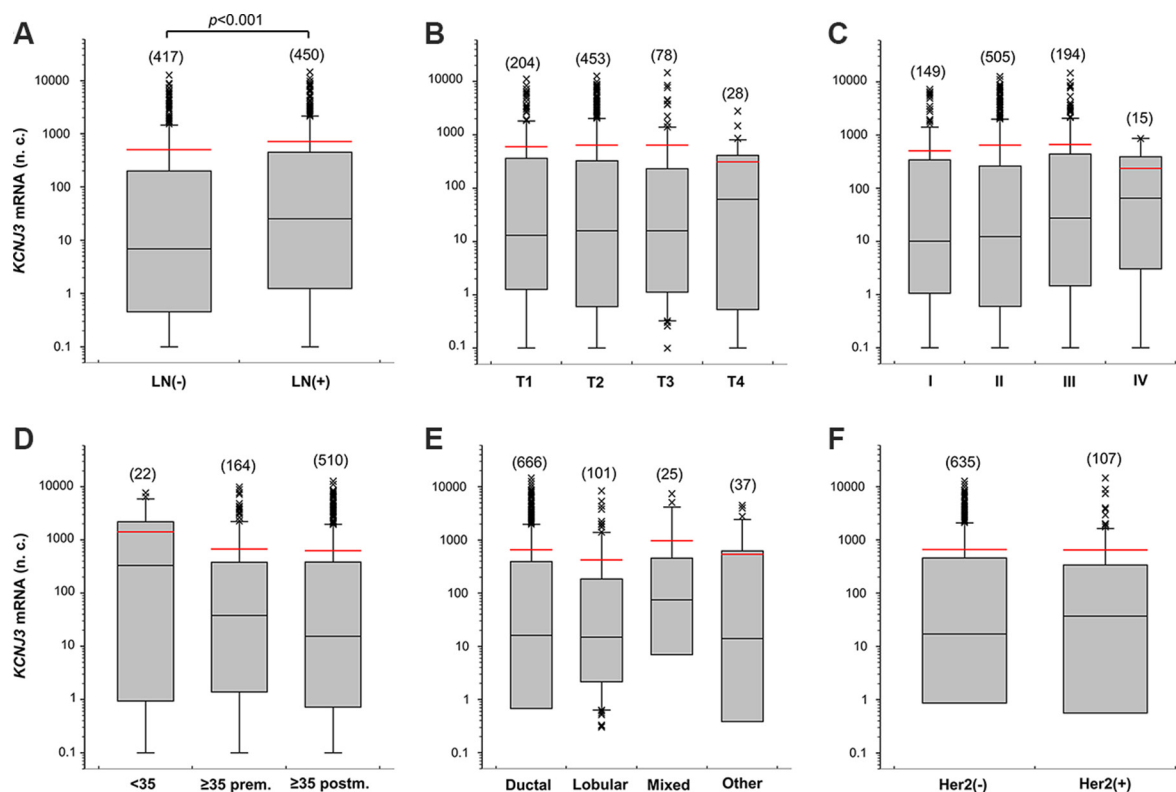 A
p<0.001
(417) (450)
10000
1000
100
10
1
0.1
KCNJ3 mRNA (n. c.)
LN(-) LN(+)
B
(204) (453) (78) (28)
10000
1000
100
10
1
0.1
T1 T2 T3 T4
C
(149) (505) (194) (15)
10000
1000
100
10
1
0.1
I II III IV
D
(22) (164) (510)
10000
1000
100
10
1
0.1
KCNJ3 mRNA (n. c.)
<35 ≥35 prem. ≥35 postm.
E
(666) (101) (25) (37)
10000
1000
100
10
1
0.1
Ductal Lobular Mixed Other
F
(635) (107)
10000
1000
100
10
1
0.1
Her2(-) Her2(+)